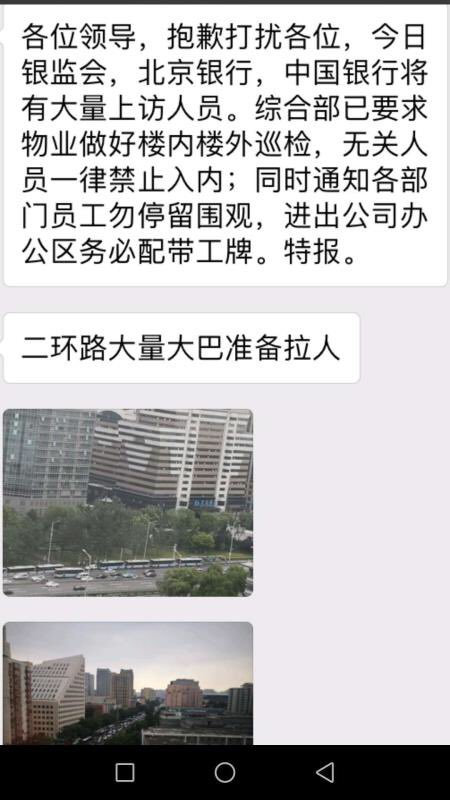 各位领导，抱歉打扰各位，今日
银监会，北京银行，中国银行将
有大量上访人员。综合部已要求
物业做好楼内楼外巡检，无关人
员一律禁止入内；同时通知各部
门员工勿停留围观，进出公司办
公区务必配带工牌。特报。
二环路大量大巴准备拉人